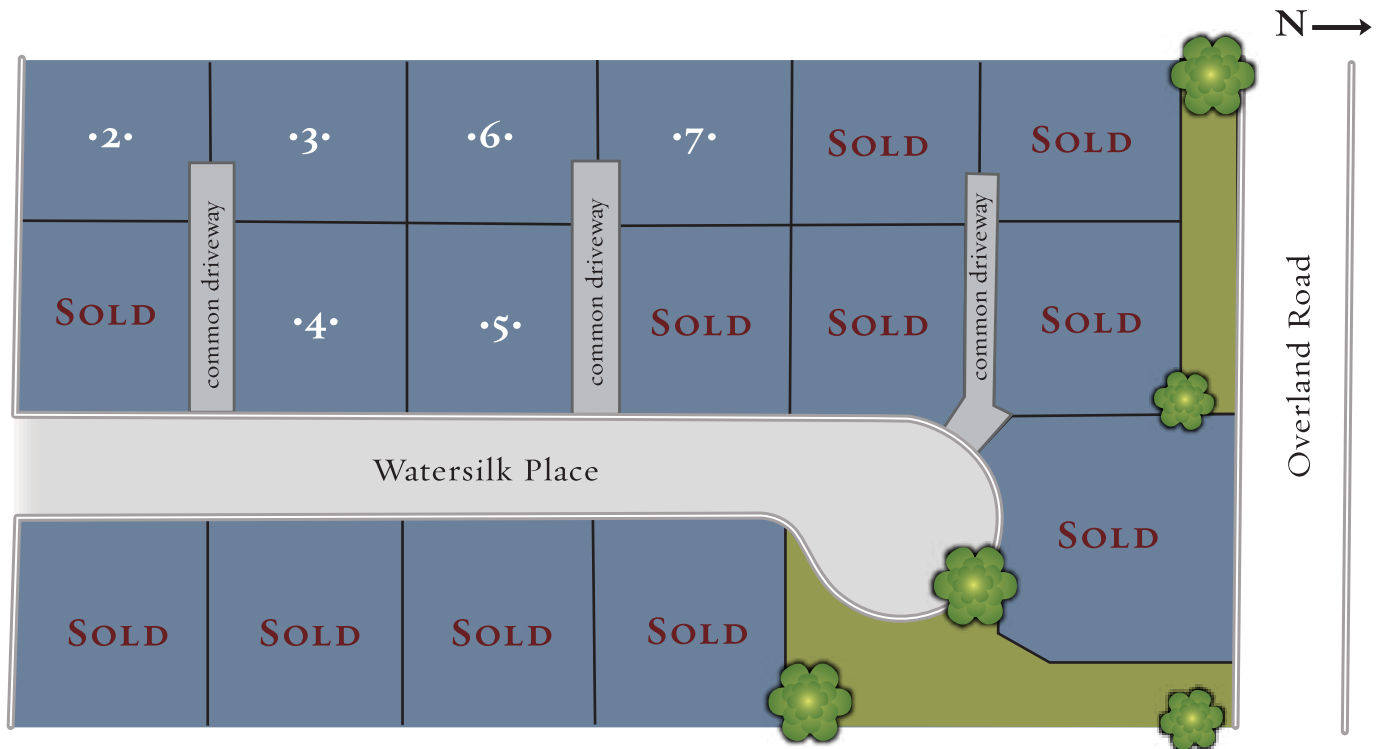 N
·2·
·3·
·6·
·7·
SOLD
SOLD
common driveway
common driveway
common driveway
SOLD
·4·
·5·
SOLD
SOLD
SOLD
Overland Road
Watersilk Place
SOLD
SOLD
SOLD
SOLD
SOLD